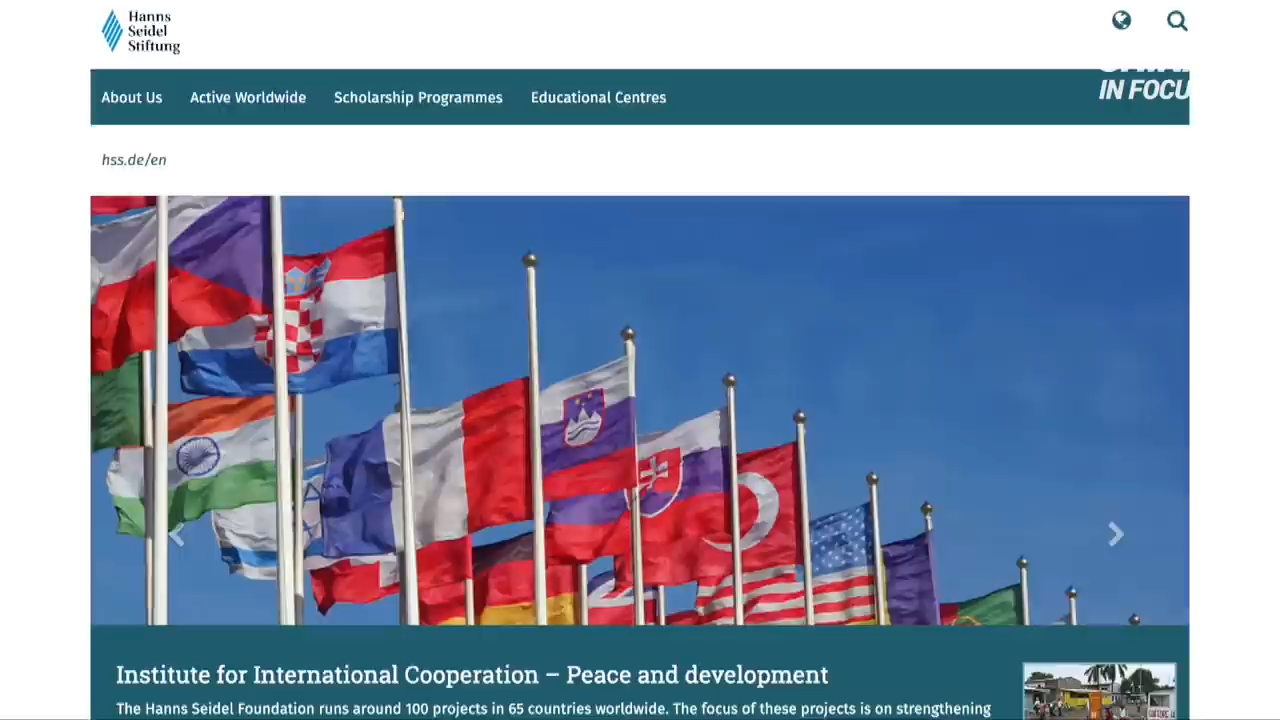 Hanns
Seidel
Stiftung
About Us Active Worldwide Scholarship Programmes Educational Centres
IN FOCU
hss.de/en
Institute for International Cooperation – Peace and development
The Hanns Seidel Foundation runs around 100 projects in 65 countries worldwide. The focus of these projects is on strengthening